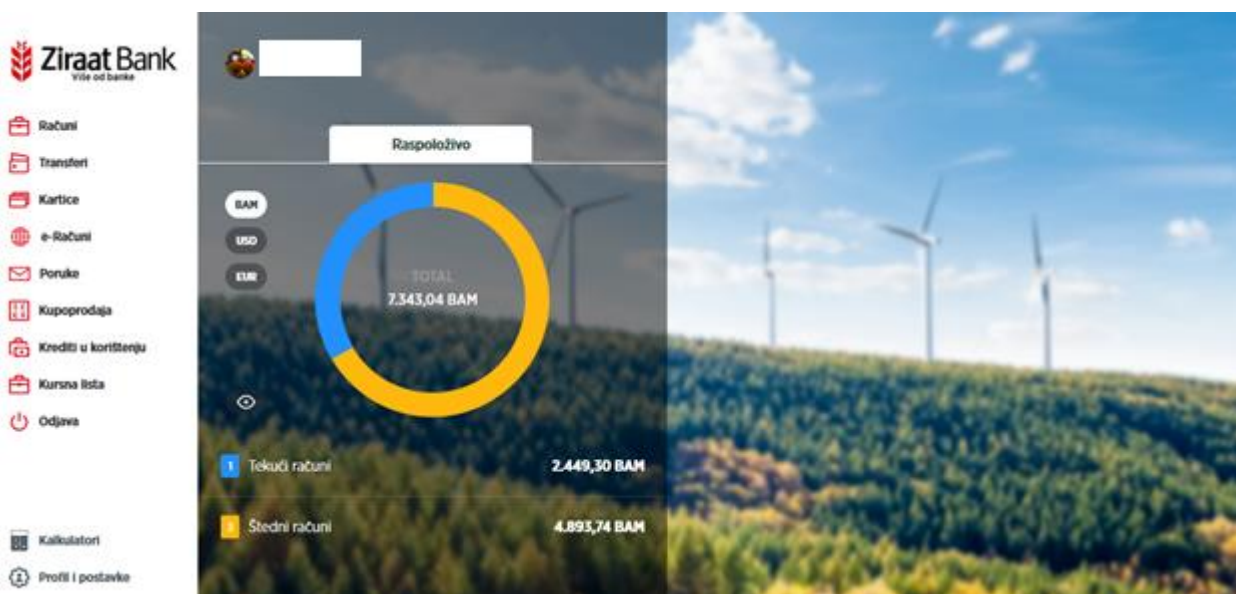 Ziraat Bank
Više od banke
Računi
Transferi
Kartice
e-Računi
Poruke
Kupoprodaja
Krediti u korištenju
Kursna lista
Odjava
Kalkulatori
Profil i postavke
Raspoloživo
BAM
USD
EUR
TOTAL
7.343,04 BAM
1 Tekući računi 2.449,30 BAM
Štedni računi 4.893,74 BAM